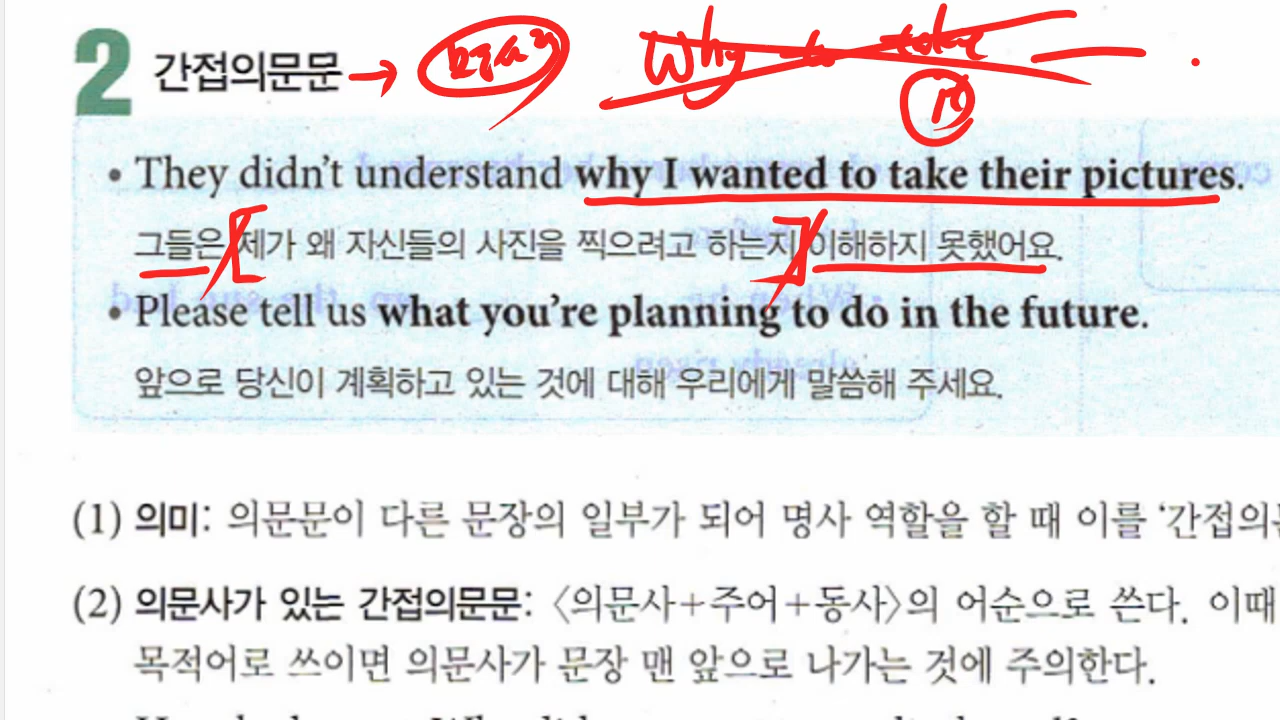 2 간접의문문 → 명사절 Why to take
They didn't understand why I wanted to take their pictures.
그들은 제가 왜 자신들의 사진을 찍으려고 하는지 이해하지 못했어요.
• Please tell us what you're planning to do in the future.
앞으로 당신이 계획하고 있는 것에 대해 우리에게 말씀해 주세요.
(1) 의미: 의문문이 다른 문장의 일부가 되어 명사 역할을 할 때 이를 '간접의
(2) 의문사가 있는 간접의문문: 〈의문사+주어+동사〉의 어순으로 쓴다. 이때
목적어로 쓰이면 의문사가 문장 맨 앞으로 나가는 것에 주의한다.